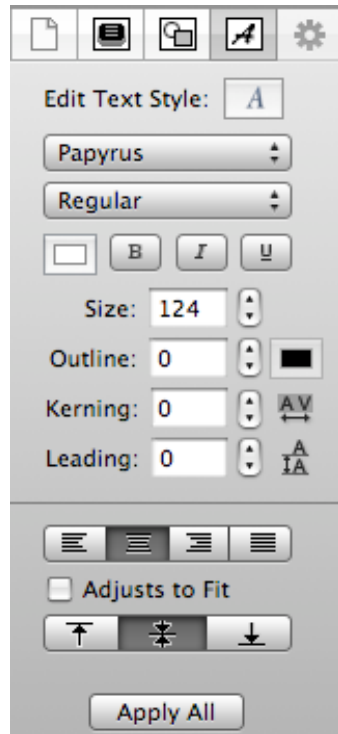 Edit Text Style: A
Papyrus
Regular
B I U
Size: 124
Outline: 0
Kerning: 0 AV
Leading: 0 A IA
Adjusts to Fit
Apply All